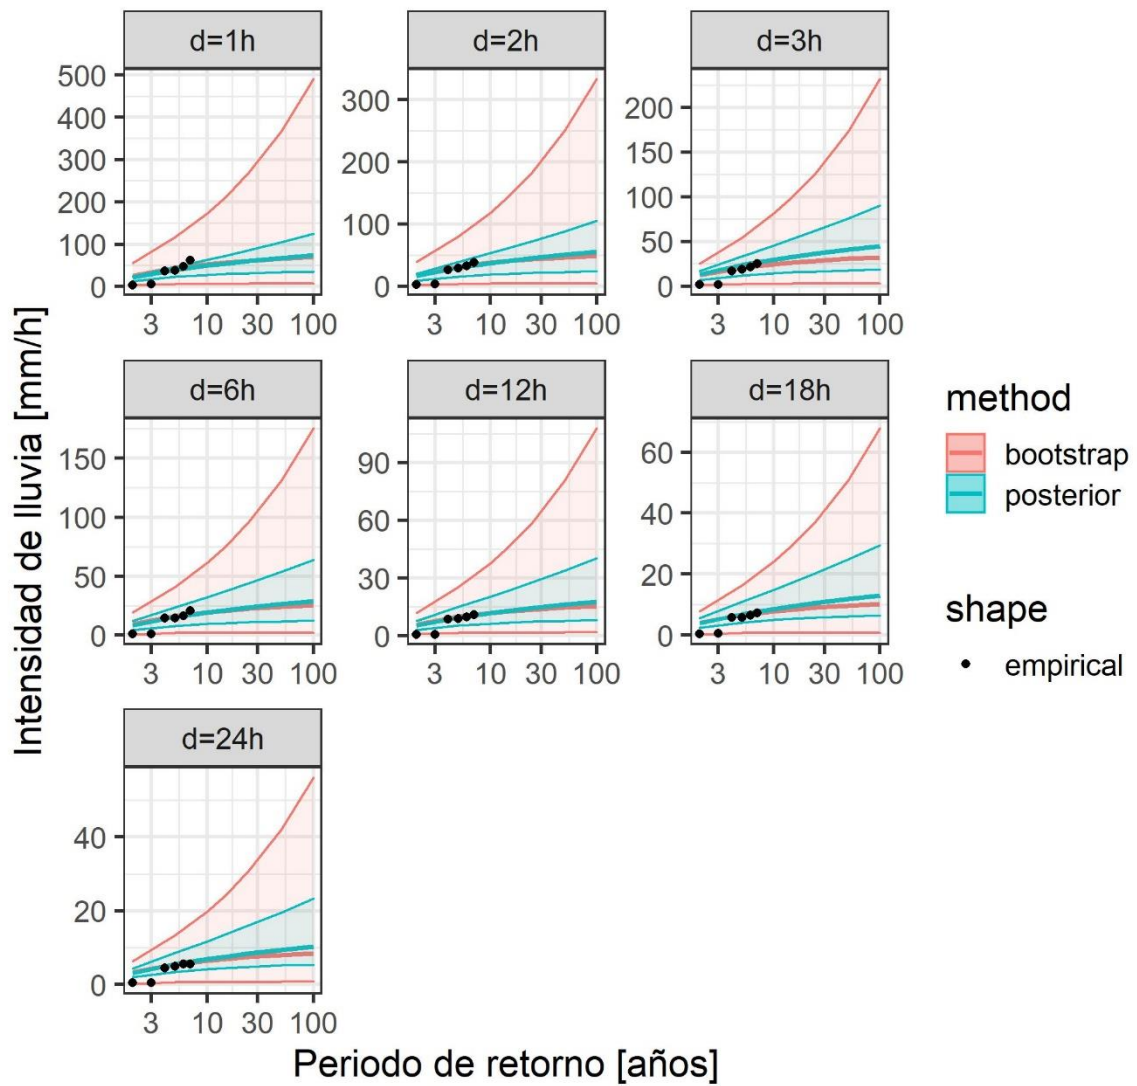 d=1h
d=2h
d=3h
500
400
300
200
100
0
300
200
100
0
200
150
100
50
0
3 10 30 100
3 10 30 100
3 10 30 100
d=6h
d=12h
d=18h
150
100
50
0
90
60
30
0
60
40
20
0
3 10 30 100
3 10 30 100
3 10 30 100
d=24h
40
20
0
3 10 30 100
Intensidad de lluvia [mm/h]
Periodo de retorno [años]
method
bootstrap
posterior
shape
empirical